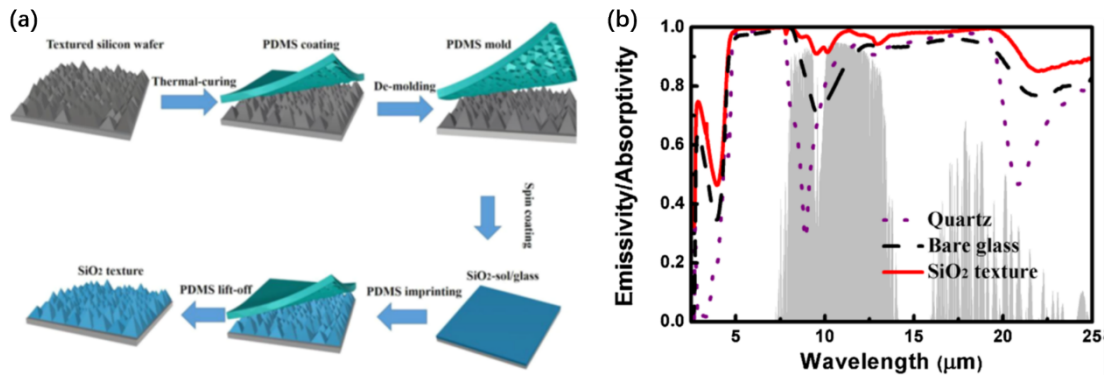 (a)
Textured silicon wafer
PDMS coating
PDMS mold
Thermal-curing
De-molding
Spin coating
SiO2 texture
SiO2-sol/glass
PDMS lift-off
PDMS imprinting
(b)
Emissivity/Absorptivity
1.0
0.8
0.6
0.4
0.2
0.0
Quartz
Bare glass
SiO2 texture
5 10 15 20 25
Wavelength (μm)